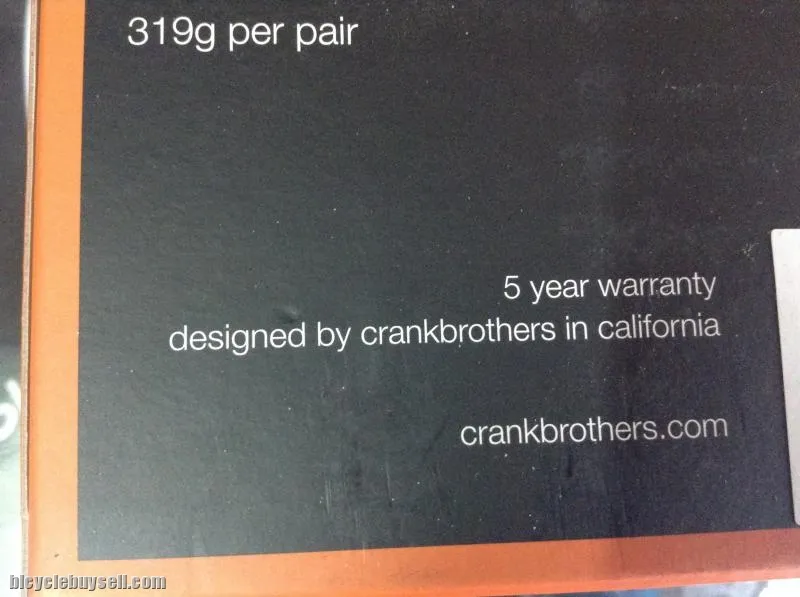 319g per pair
5 year warranty
designed by crankbrothers in california
crankbrothers.com
bicyclebuysell.com